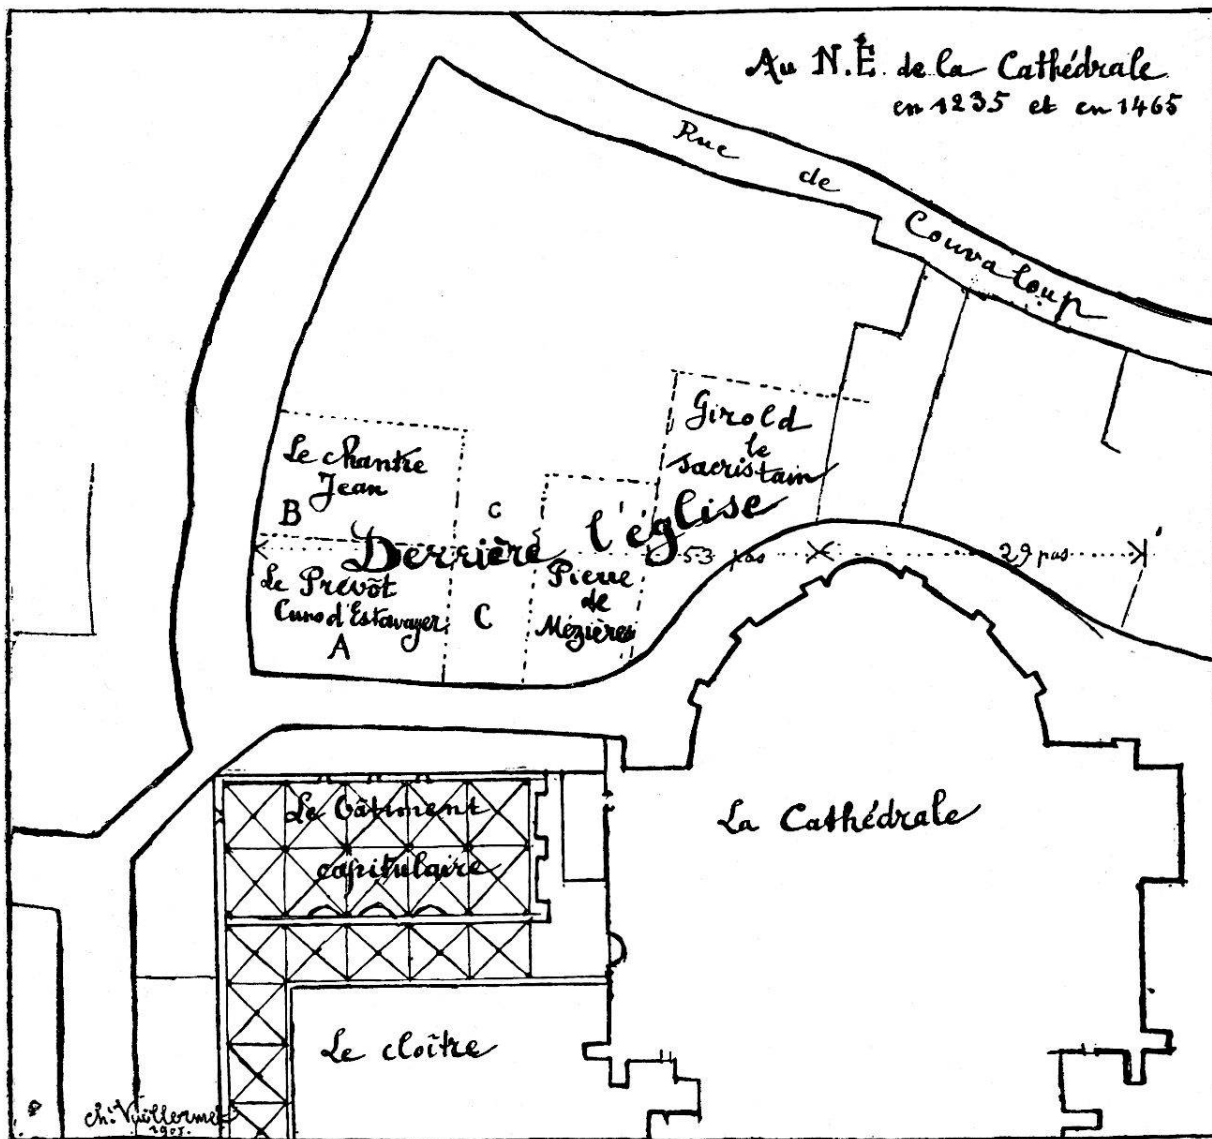 Au N.E. de la Cathédrale
en 1235 et en 1465
Rue de Couvaloup
Girold
le
sacristain
Le chantre
Jean
B
c
Derrière l'église
53 pas
29 pas
Le Prévôt
Cuno d'Estavayer
A
C
Pierre
de
Mézières
Le bâtiment
capitulaire
La Cathédrale
Le cloître
Ch. Vuillermet
1905.